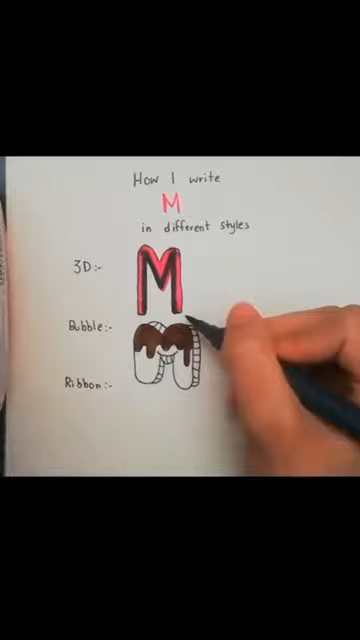 How I write
M
in different styles
3D:-
M
Bubble:-
m
Ribbon:-